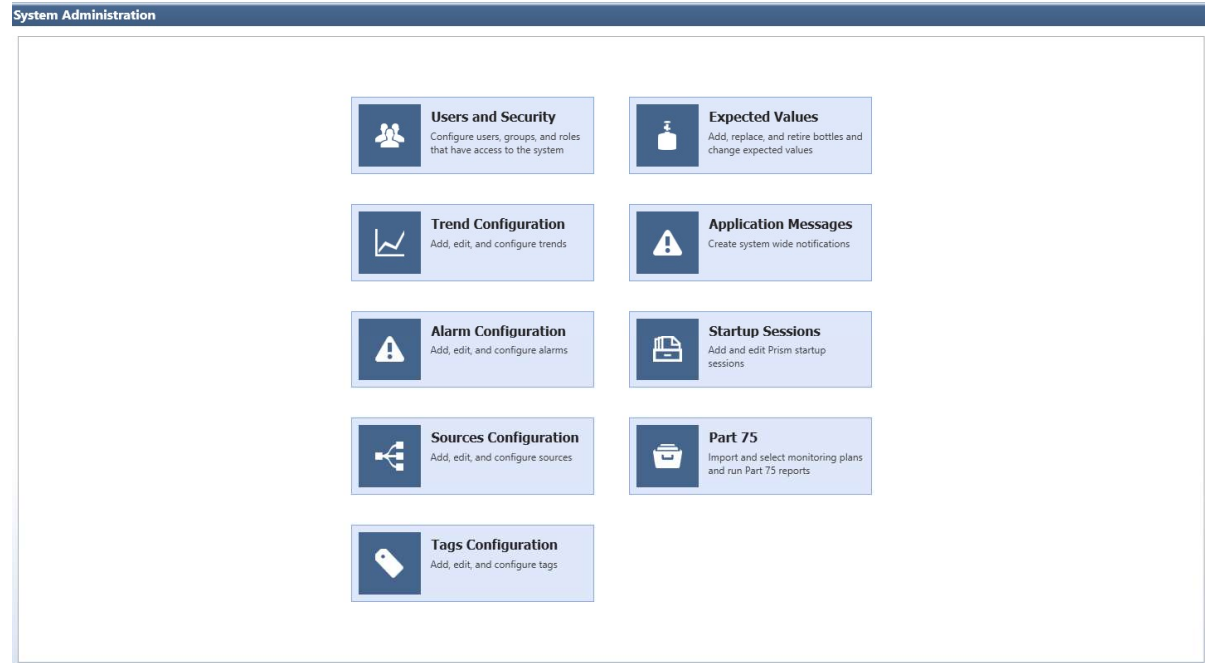 System Administration
Users and Security
Configure users, groups, and roles
that have access to the system
Expected Values
Add, replace, and retire bottles and
change expected values
Trend Configuration
Add, edit, and configure trends
Application Messages
Create system wide notifications
Alarm Configuration
Add, edit, and configure alarms
Startup Sessions
Add and edit Prism startup
sessions
Sources Configuration
Add, edit, and configure sources
Part 75
Import and select monitoring plans
and run Part 75 reports
Tags Configuration
Add, edit, and configure tags